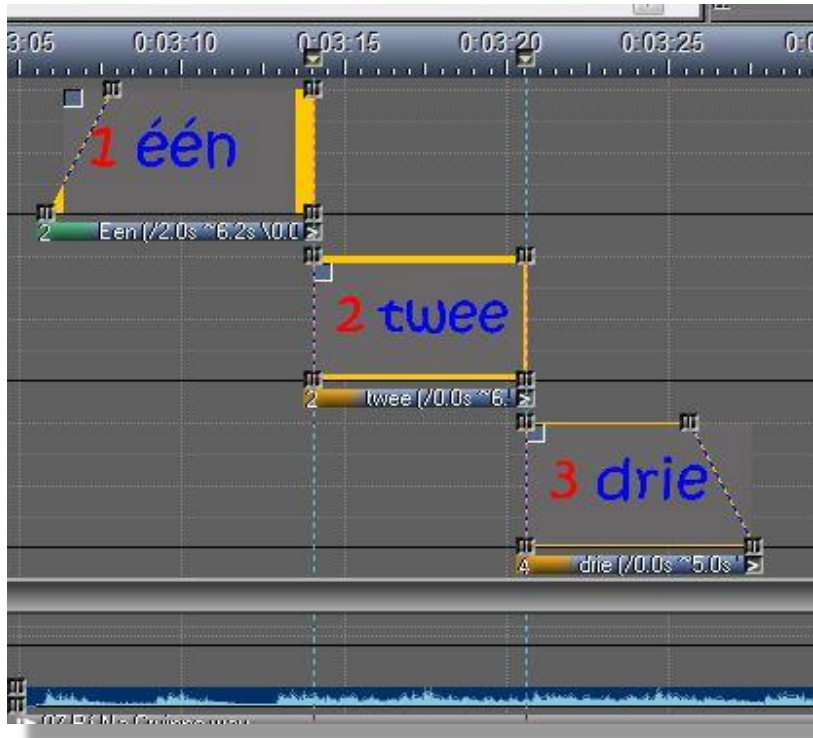 3:05 0:03:10 0:03:15 0:03:20 0:03:25
1 één
2 Een (/2.0s ~6.2s \0.0
2 twee
2 twee (/0.0s ~6.
3 drie
4 drie (/0.0s ~5.0s